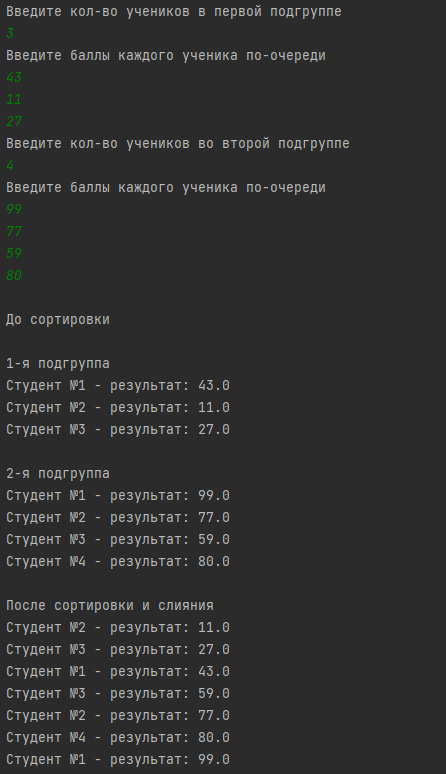 Введите кол-во учеников в первой подгруппе
3
Введите баллы каждого ученика по-очереди
43
11
27
Введите кол-во учеников во второй подгруппе
4
Введите баллы каждого ученика по-очереди
99
77
59
80
До сортировки
1-я подгруппа
Студент №1 - результат: 43.0
Студент №2 - результат: 11.0
Студент №3 - результат: 27.0
2-я подгруппа
Студент №1 - результат: 99.0
Студент №2 - результат: 77.0
Студент №3 - результат: 59.0
Студент №4 - результат: 80.0
После сортировки и слияния
Студент №2 - результат: 11.0
Студент №3 - результат: 27.0
Студент №1 - результат: 43.0
Студент №3 - результат: 59.0
Студент №2 - результат: 77.0
Студент №4 - результат: 80.0
Студент №1 - результат: 99.0